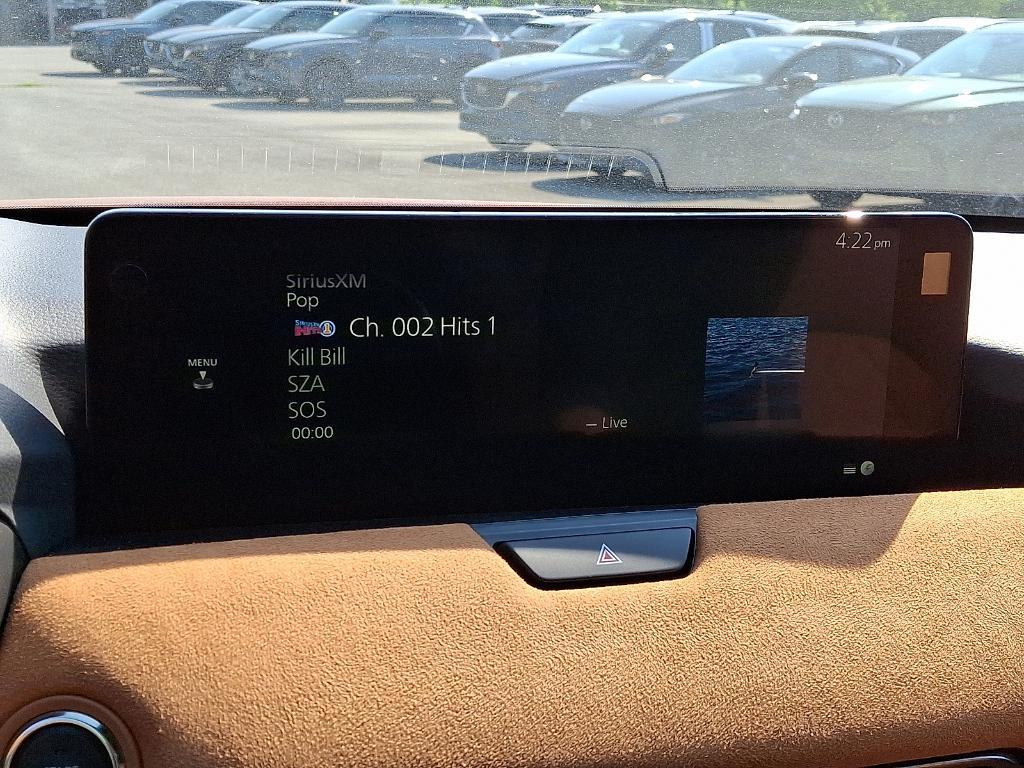 4:22 pm
SiriusXM
Pop
Ch. 002 Hits 1
Kill Bill
MENU
SZA
SOS
00:00
Live